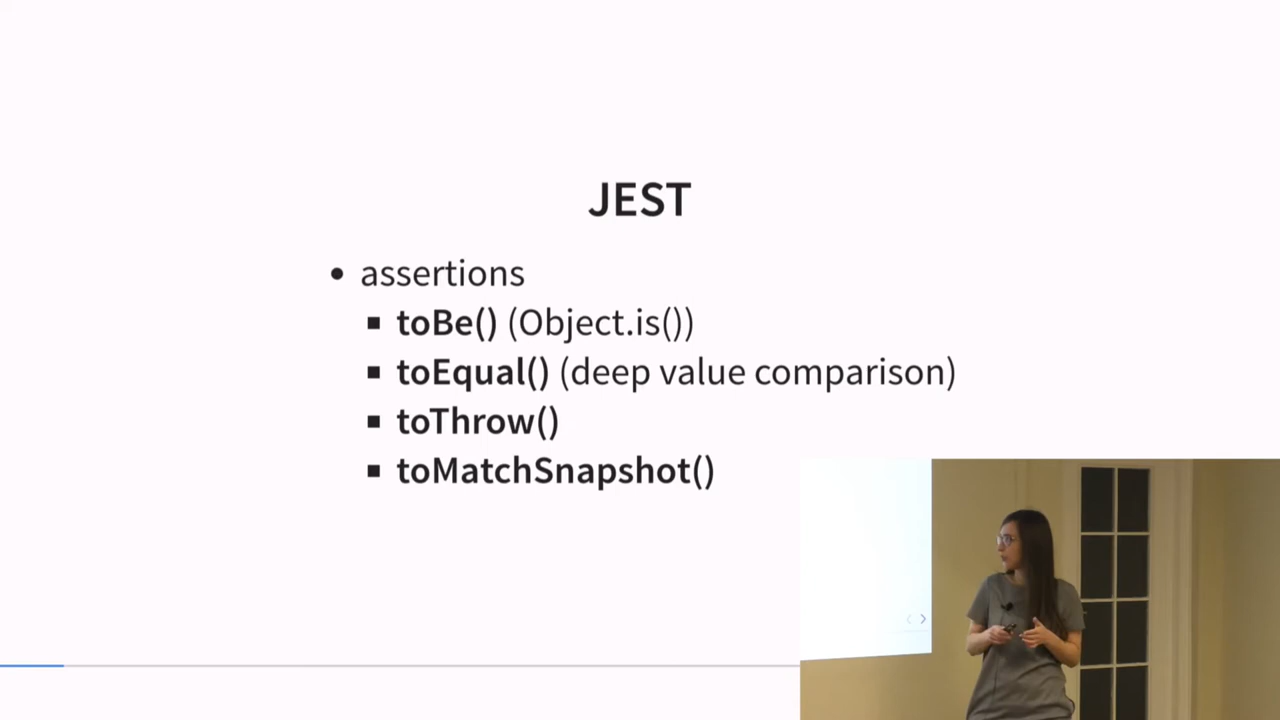 JEST
• assertions
▪ toBe() (Object.is())
▪ toEqual() (deep value comparison)
▪ toThrow()
▪ toMatchSnapshot()